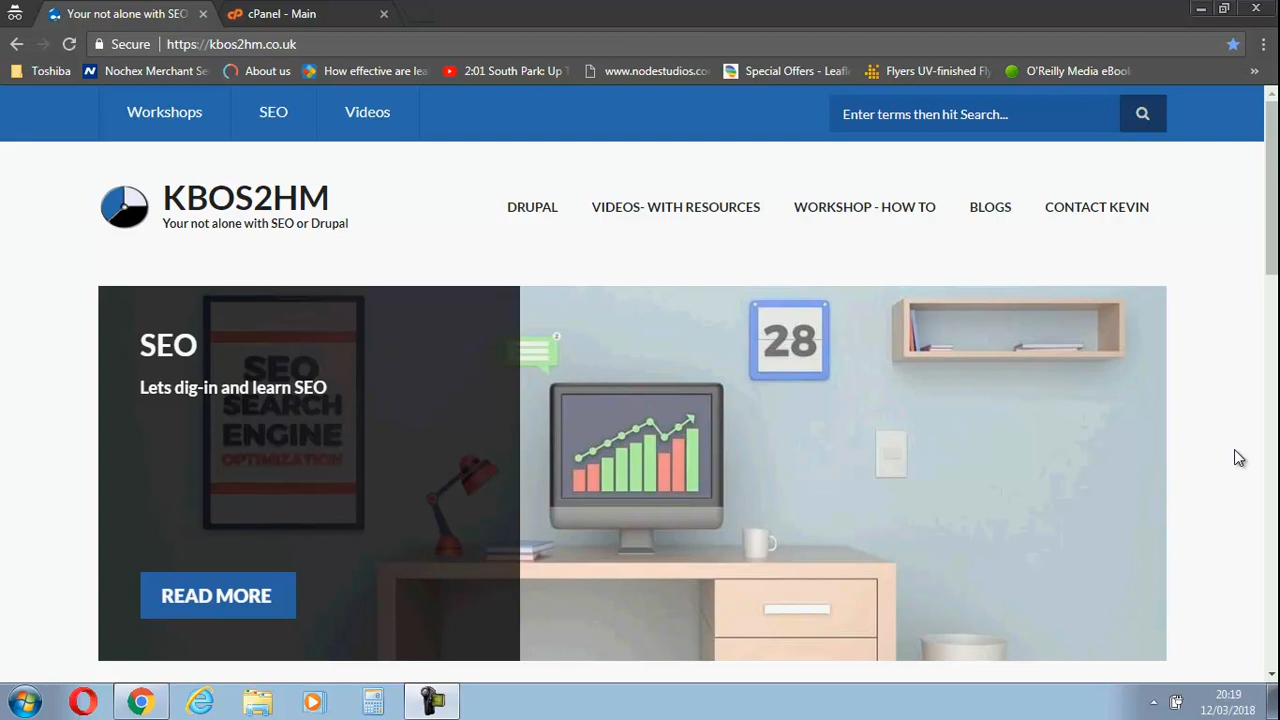 Your not alone with SEO
cPanel - Main
Secure
https://kbos2hm.co.uk
Toshiba
Nochex Merchant Se
About us
How effective are lea
2:01 South Park: Up T
www.nodestudios.co
Special Offers - Leafl
Flyers UV-finished Fly
O'Reilly Media eBook
»
Workshops
SEO
Videos
Enter terms then hit Search...
KBOS2HM
Your not alone with SEO or Drupal
DRUPAL
VIDEOS- WITH RESOURCES
WORKSHOP - HOW TO
BLOGS
CONTACT KEVIN
SEO
Lets dig-in and learn SEO
SEO
SEARCH
ENGINE
OPTIMIZATION
2
28
READ MORE
20:19
12/03/2018